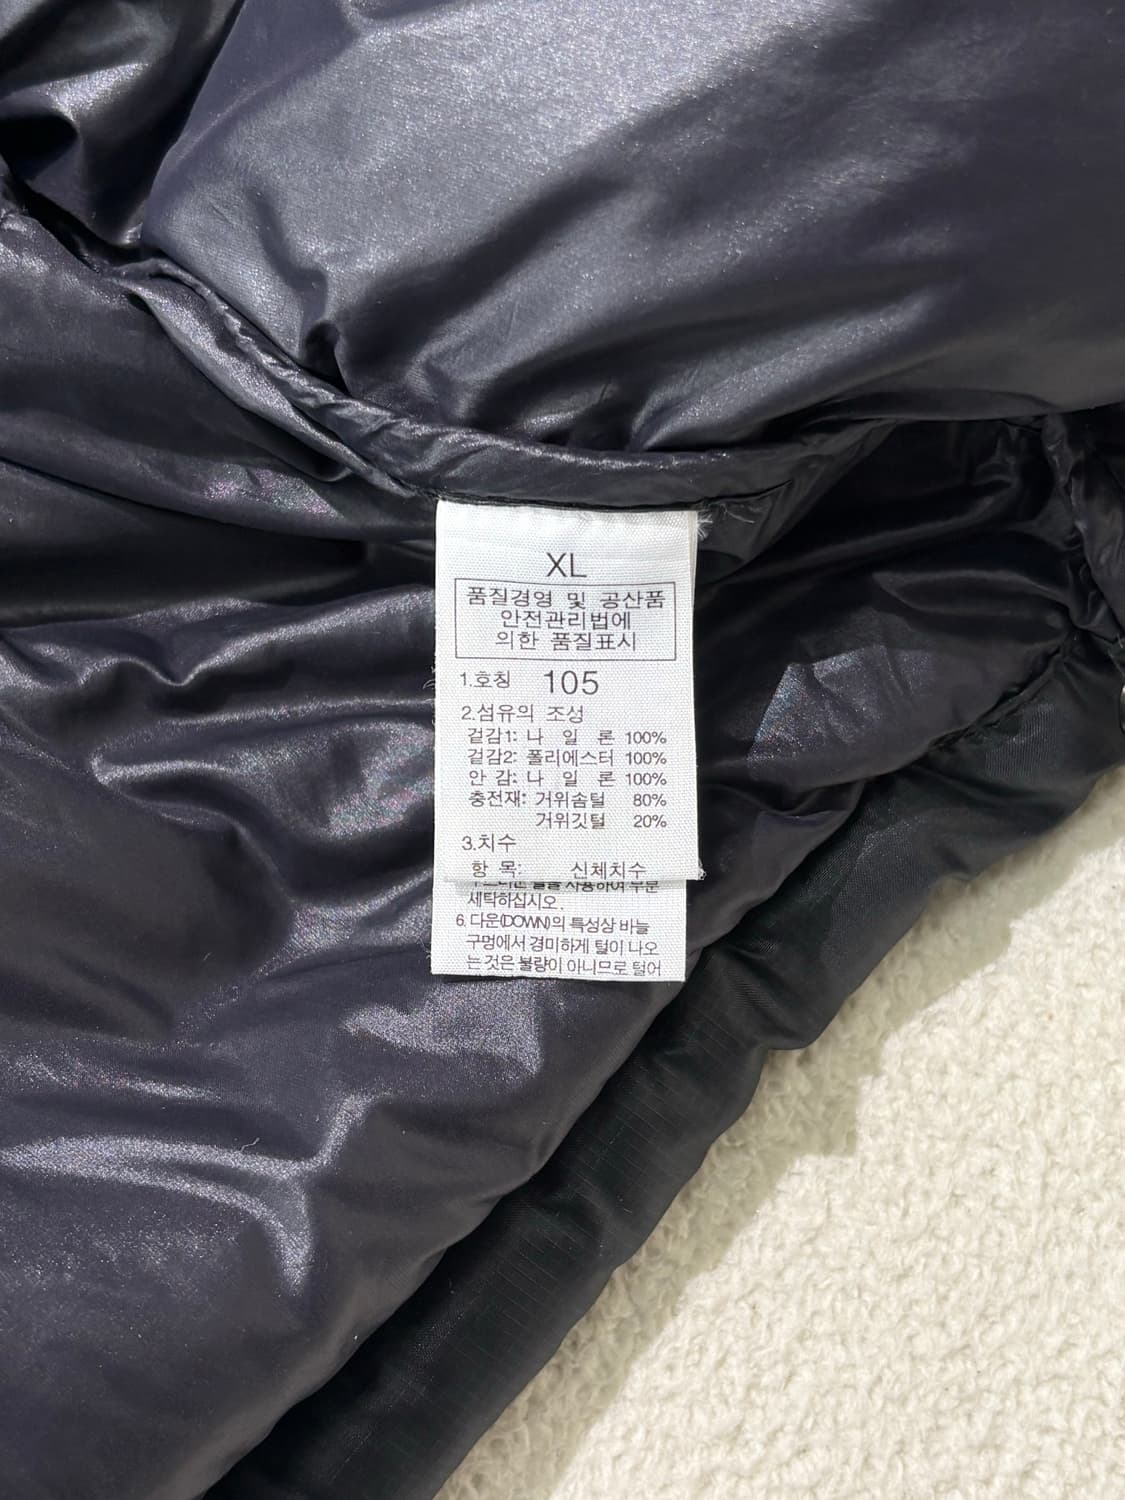 XL
품질경영 및 공산품
안전관리법에
의한 품질표시
1.호칭 105
2.섬유의 조성
겉감1: 나 일 론 100%
겉감2: 폴리에스터 100%
안 감: 나 일 론 100%
충전재: 거위솜털 80%
거위깃털 20%
3.치수
항 목: 신체치수
사용하여 부분
세탁하십시오.
6. 다운(DOWN)의 특성상 바늘
구멍에서 경미하게 털이 나오
는 것은 불량이 아니므로 털어